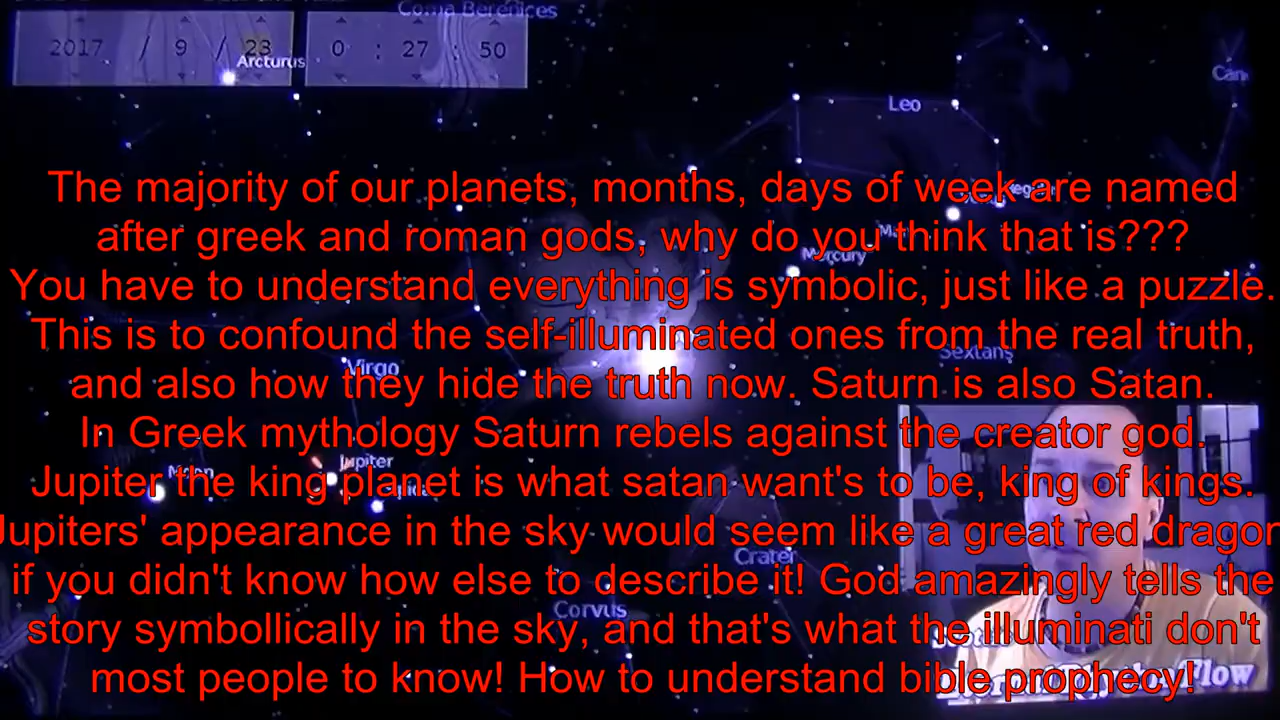 Coma Berenices
2017 / 9 / 23 0 : 27 : 50
Arcturus
Leo
The majority of our planets, months, days of week are named
after greek and roman gods, why do you think that is???
Mercury
You have to understand everything is symbolic, just like a puzzle.
This is to confound the self-illuminated ones from the real truth,
Sextans
Virgo
and also how they hide the truth now. Saturn is also Satan.
In Greek mythology Saturn rebels against the creator god.
Moon Jupiter
Jupiter the king planet is what satan want's to be, king of kings.
Jupiters' appearance in the sky would seem like a great red dragon
Crater
if you didn't know how else to describe it! God amazingly tells the
Corvus
story symbollically in the sky, and that's what the illuminati don't
most people to know! How to understand bible prophecy!
Flow